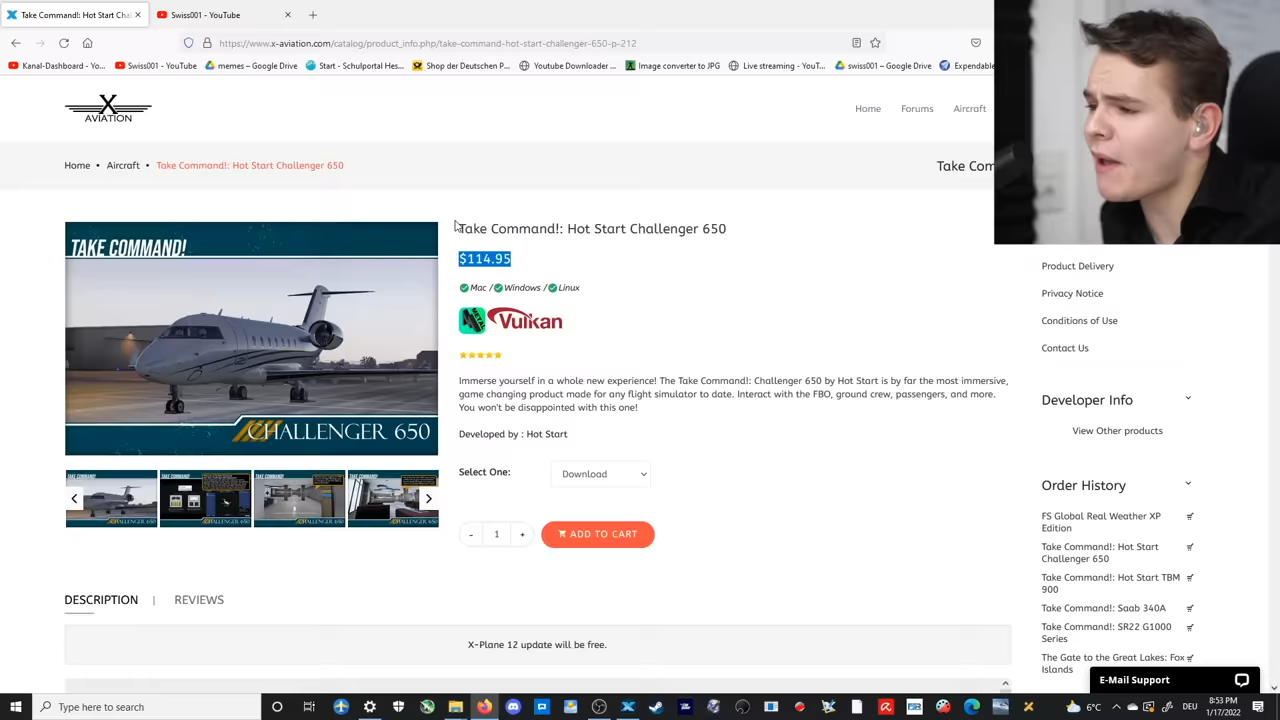 Take Command!: Hot Start Chal
Swiss001 - YouTube
https://www.x-aviation.com/catalog/product_info.php/take-command-hot-start-challenger-650-p-212
Kanal-Dashboard - Yo...
Swiss001 - YouTube
memes – Google Drive
Start - Schulportal Hes...
Shop der Deutschen P...
Youtube Downloader ...
Image converter to JPG
Live streaming - YouT...
swiss001 – Google Drive
Expendable
X
AVIATION
Home
Forums
Aircraft
Home • Aircraft • Take Command!: Hot Start Challenger 650
Take Com
TAKE COMMAND!
CHALLENGER 650
Take Command!: Hot Start Challenger 650
$114.95
Mac / Windows / Linux
METAL Vulkan
Immerse yourself in a whole new experience! The Take Command!: Challenger 650 by Hot Start is by far the most immersive,
game changing product made for any flight simulator to date. Interact with the FBO, ground crew, passengers, and more.
You won't be disappointed with this one!
Developed by : Hot Start
Select One:
Download
- 1 +
ADD TO CART
DESCRIPTION | REVIEWS
X-Plane 12 update will be free.
Product Delivery
Privacy Notice
Conditions of Use
Contact Us
Developer Info
View Other products
Order History
FS Global Real Weather XP
Edition
Take Command!: Hot Start
Challenger 650
Take Command!: Hot Start TBM
900
Take Command!: Saab 340A
Take Command!: SR22 G1000
Series
The Gate to the Great Lakes: Fox
Islands
E-Mail Support
Type here to search
6°C
DEU
8:53 PM
1/17/2022